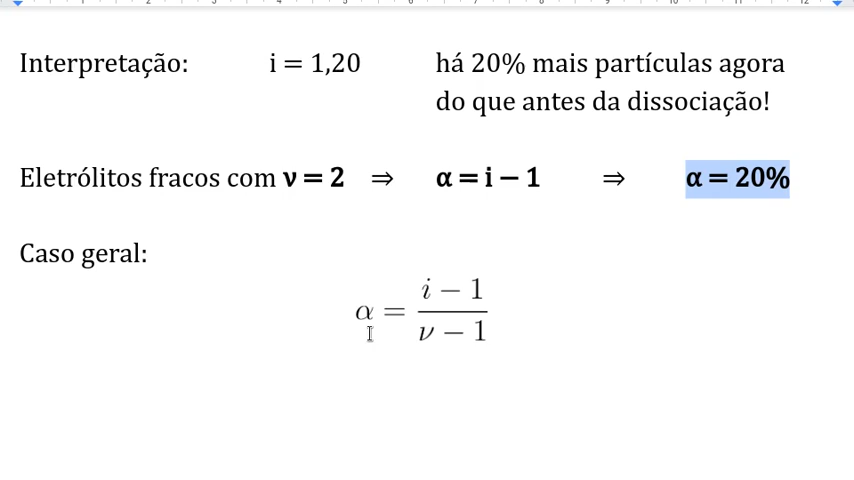 Interpretação: i = 1,20 há 20% mais partículas agora
do que antes da dissociação!
Eletrólitos fracos com ν = 2 ⇒ α = i − 1 ⇒ α = 20%
Caso geral:
α = (i − 1)/(ν − 1)